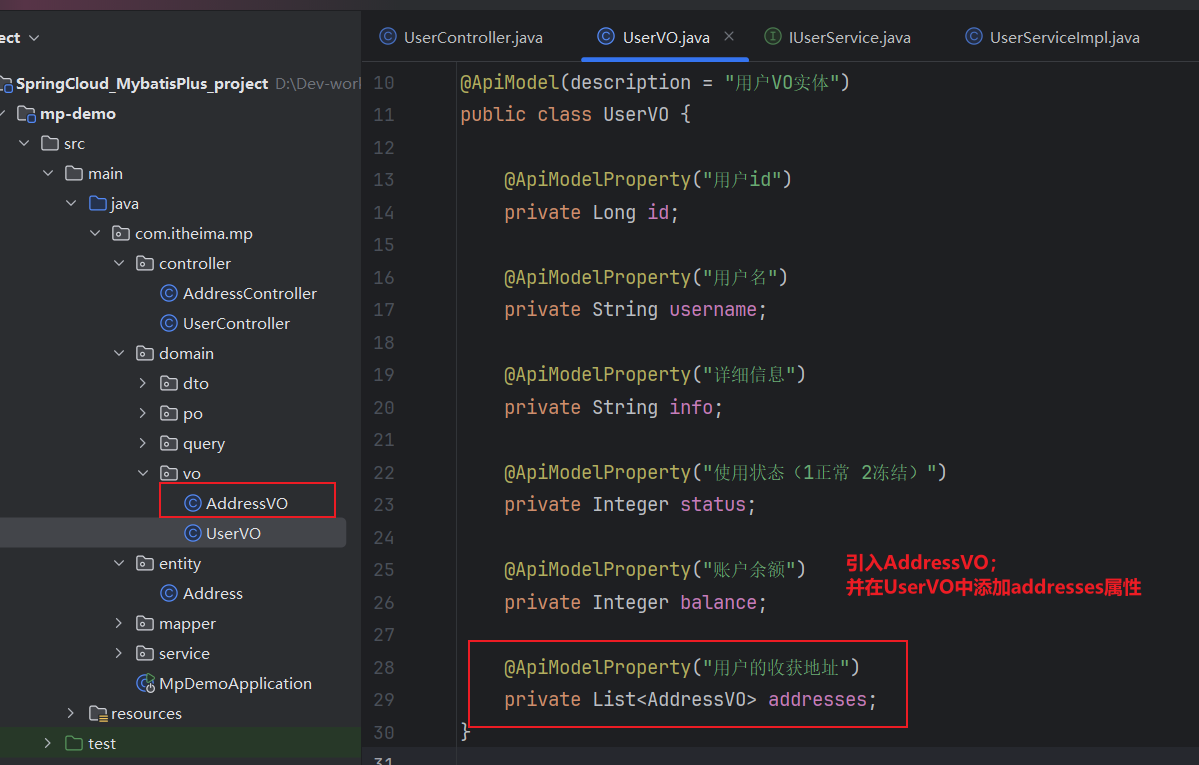 ect
UserController.java
UserVO.java
IUserService.java
UserServiceImpl.java
SpringCloud_MybatisPlus_project D:\Dev-worl
mp-demo
src
main
java
com.itheima.mp
controller
AddressController
UserController
domain
dto
po
query
vo
AddressVO
UserVO
entity
Address
mapper
service
MpDemoApplication
resources
test
10 @ApiModel(description = "用户VO实体")
11 public class UserVO {
12
13 @ApiModelProperty("用户id")
14 private Long id;
15
16 @ApiModelProperty("用户名")
17 private String username;
18
19 @ApiModelProperty("详细信息")
20 private String info;
21
22 @ApiModelProperty("使用状态（1正常 2冻结）")
23 private Integer status;
24
25 @ApiModelProperty("账户余额")
26 private Integer balance;
27
28 @ApiModelProperty("用户的收获地址")
29 private List<AddressVO> addresses;
30 }
31
引入AddressVO；
并在UserVO中添加addresses属性